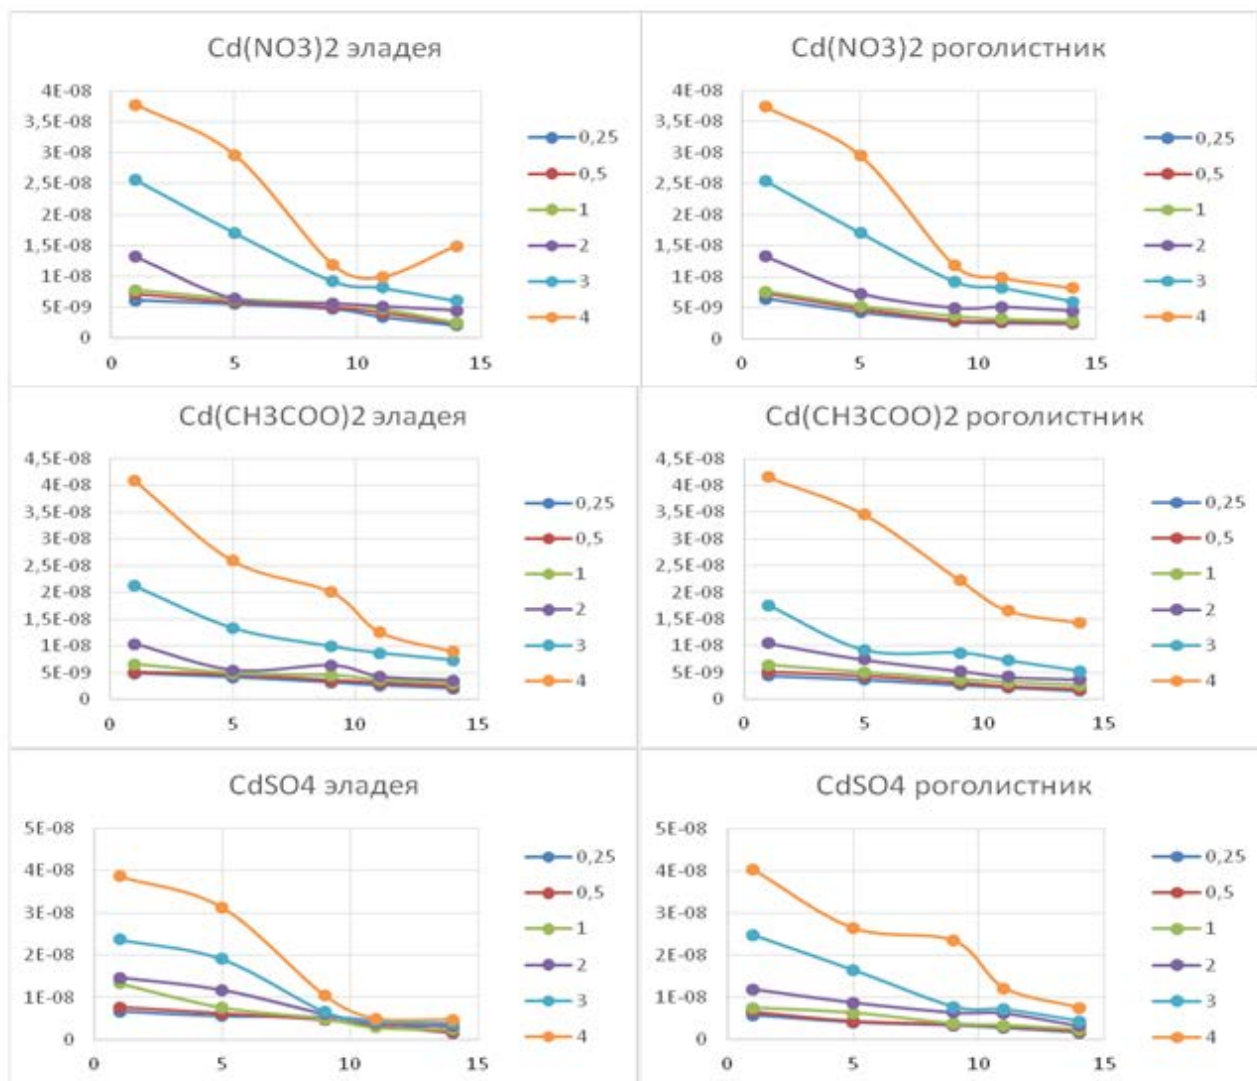 Cd(NO3)2 эладея
4E-08
3,5E-08
3E-08
2,5E-08
2E-08
1,5E-08
1E-08
5E-09
0
0 5 10 15
0,25
0,5
1
2
3
4
Cd(NO3)2 роголистник
4E-08
3,5E-08
3E-08
2,5E-08
2E-08
1,5E-08
1E-08
5E-09
0
0 5 10 15
0,25
0,5
1
2
3
4
Cd(CH3COO)2 эладея
4,5E-08
4E-08
3,5E-08
3E-08
2,5E-08
2E-08
1,5E-08
1E-08
5E-09
0
0 5 10 15
0,25
0,5
1
2
3
4
Cd(CH3COO)2 роголистник
4,5E-08
4E-08
3,5E-08
3E-08
2,5E-08
2E-08
1,5E-08
1E-08
5E-09
0
0 5 10 15
0,25
0,5
1
2
3
4
CdSO4 эладея
5E-08
4E-08
3E-08
2E-08
1E-08
0
0 5 10 15
0,25
0,5
1
2
3
4
CdSO4 роголистник
5E-08
4E-08
3E-08
2E-08
1E-08
0
0 5 10 15
0,25
0,5
1
2
3
4